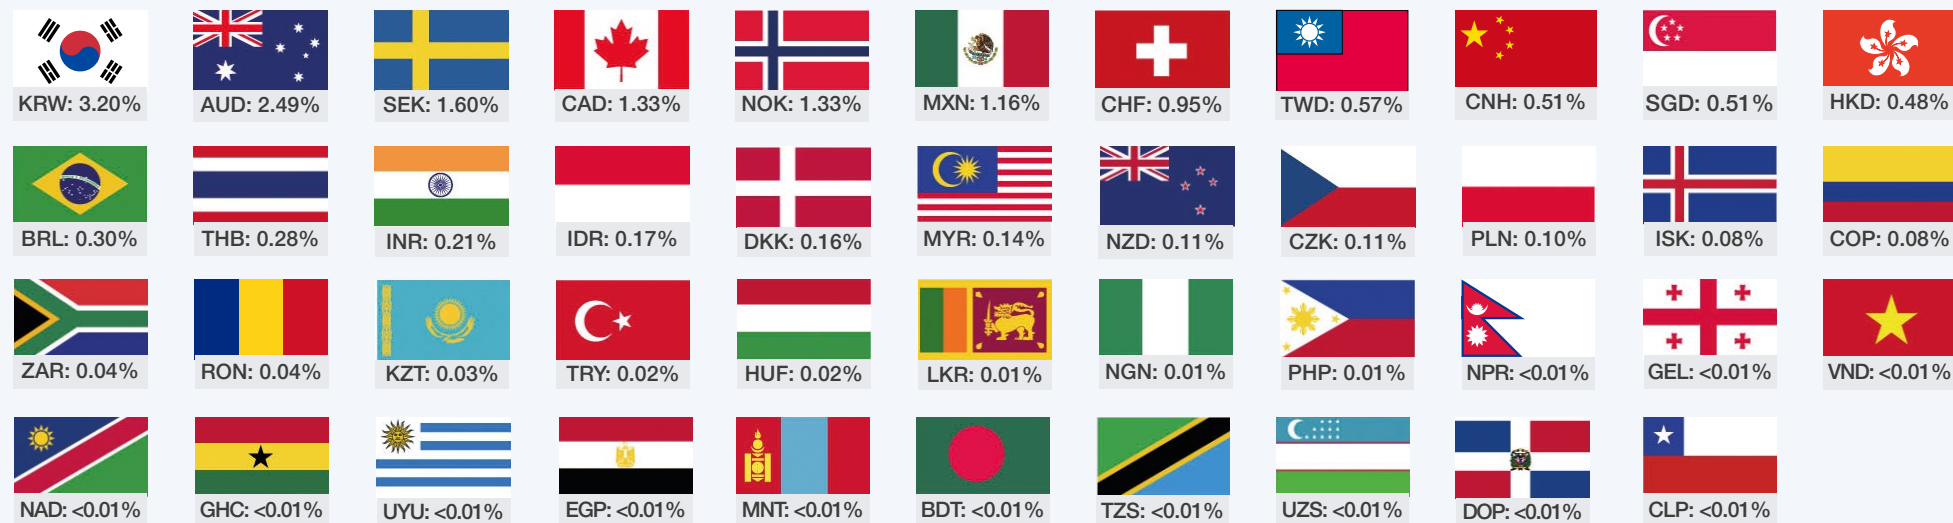 KRW: 3.20% AUD: 2.49% SEK: 1.60% CAD: 1.33% NOK: 1.33% MXN: 1.16% CHF: 0.95% TWD: 0.57% CNH: 0.51% SGD: 0.51% HKD: 0.48%
BRL: 0.30% THB: 0.28% INR: 0.21% IDR: 0.17% DKK: 0.16% MYR: 0.14% NZD: 0.11% CZK: 0.11% PLN: 0.10% ISK: 0.08% COP: 0.08%
ZAR: 0.04% RON: 0.04% KZT: 0.03% TRY: 0.02% HUF: 0.02% LKR: 0.01% NGN: 0.01% PHP: 0.01% NPR: <0.01% GEL: <0.01% VND: <0.01%
NAD: <0.01% GHC: <0.01% UYU: <0.01% EGP: <0.01% MNT: <0.01% BDT: <0.01% TZS: <0.01% UZS: <0.01% DOP: <0.01% CLP: <0.01%